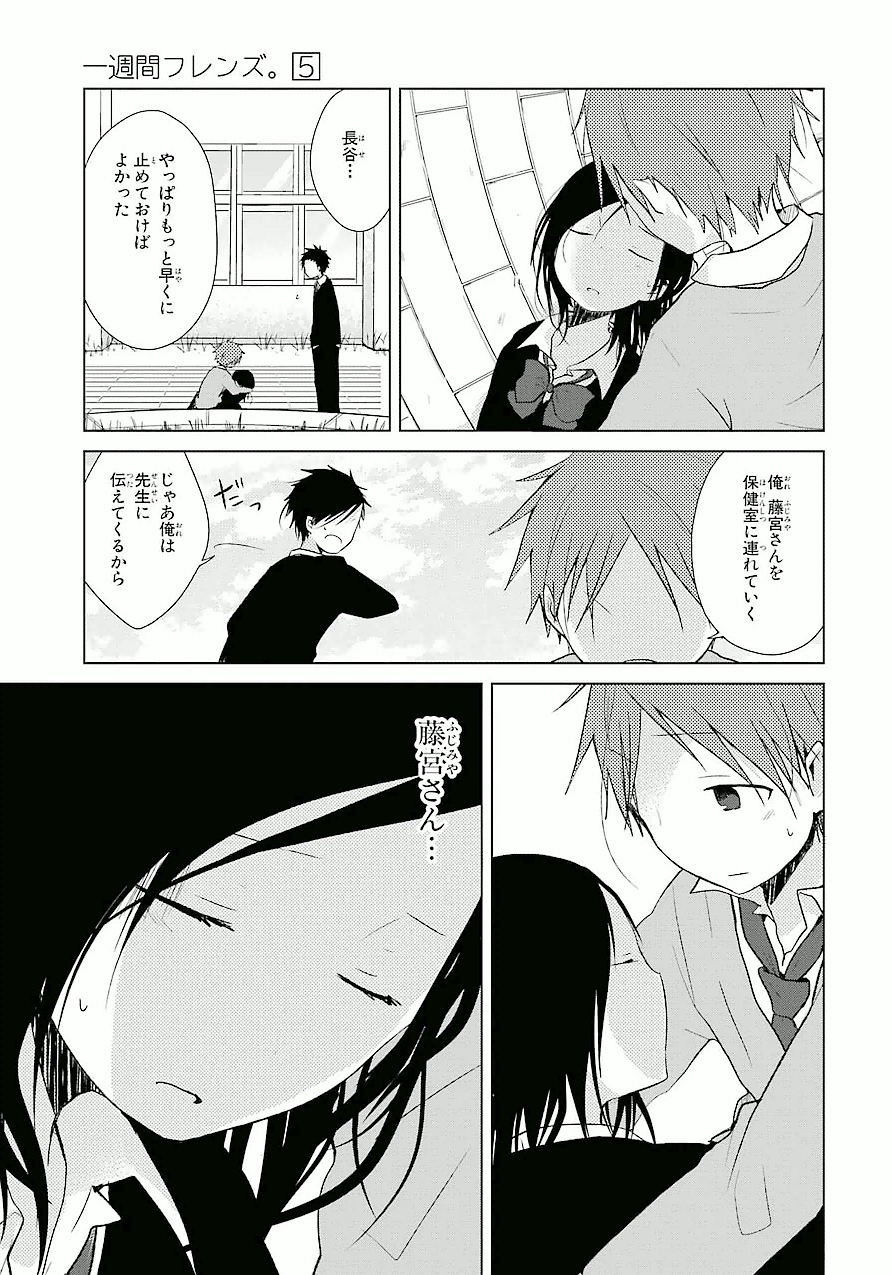 一週間フレンズ。5
長谷…
やっぱりもっと早くに
止めておけば
よかった
俺 藤宮さんを
保健室に連れていく
だっ
じゃあ俺は
先生に
伝えてくるから
藤宮さん…